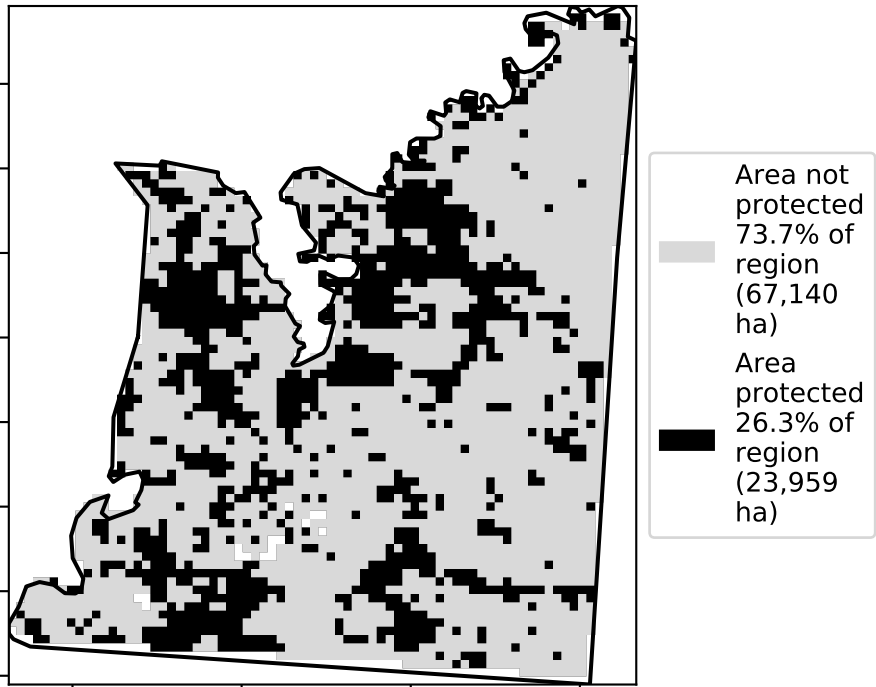 Area not
protected
73.7% of
region
(67,140
ha)
Area
protected
26.3% of
region
(23,959
ha)